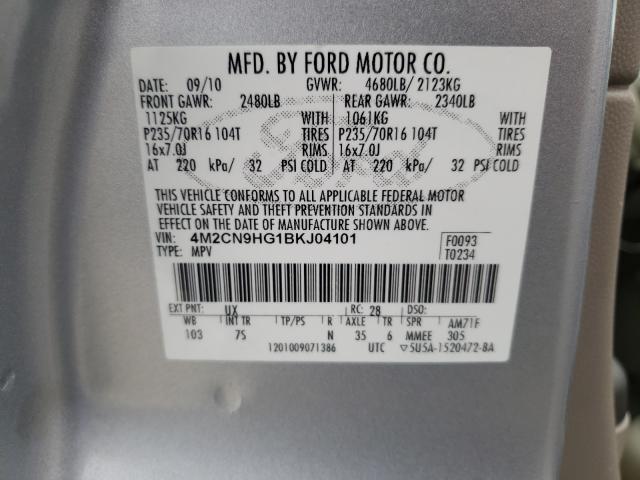 MFD. BY FORD MOTOR CO.
DATE: 09/10 GVWR: 4680LB/ 2123KG
FRONT GAWR: 2480LB REAR GAWR: 2340LB
1125KG WITH 1061KG WITH
P235/70R16 104T TIRES P235/70R16 104T TIRES
16x7.0J RIMS 16x7.0J RIMS
AT 220 kPa/ 32 PSI COLD AT 220 kPa/ 32 PSI COLD
THIS VEHICLE CONFORMS TO ALL APPLICABLE FEDERAL MOTOR
VEHICLE SAFETY AND THEFT PREVENTION STANDARDS IN
EFFECT ON THE DATE OF MANUFACTURE SHOWN ABOVE.
VIN: 4M2CN9HG1BKJ04101 F0093
TYPE: MPV T0234
EXT PNT: UX RC: 28 DSO:
WB INT TR TP/PS R AXLE TR SPR AM71F
103 75 N 35 6 MMEE 305
1201009071386 UTC ▽5U5A-1520472-BA